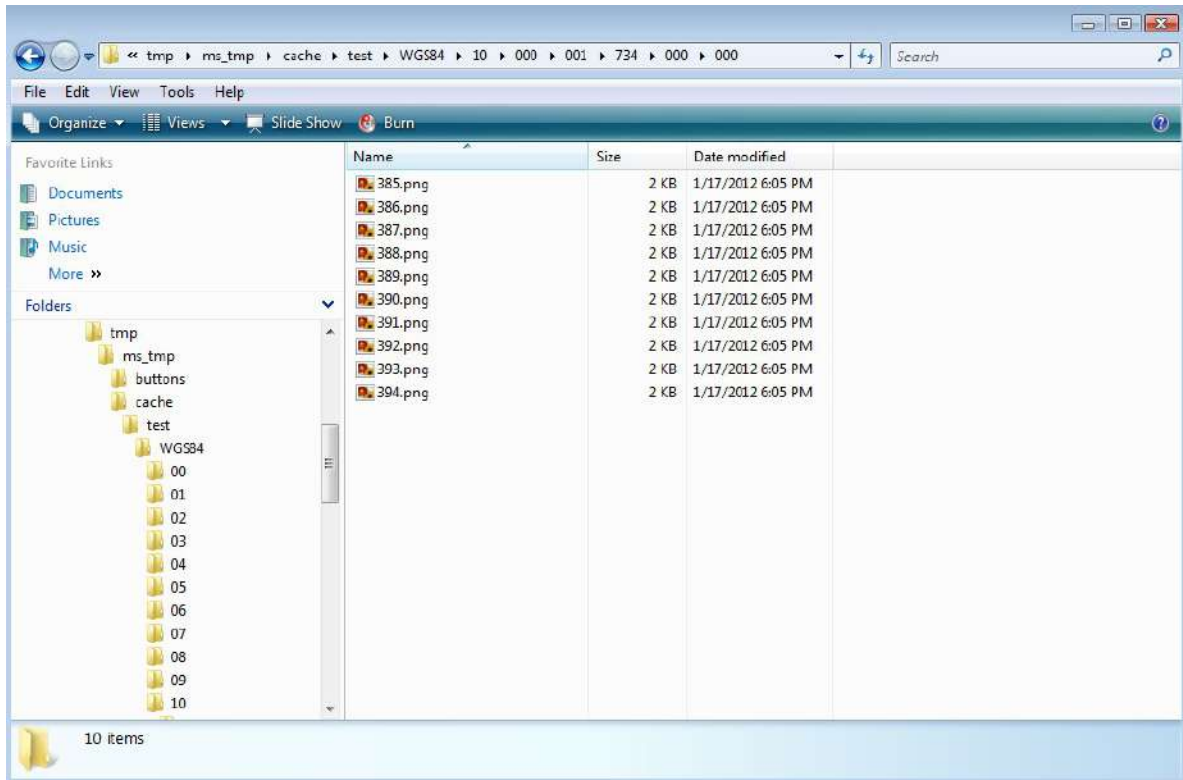 « tmp ▸ ms_tmp ▸ cache ▸ test ▸ WGS84 ▸ 10 ▸ 000 ▸ 001 ▸ 734 ▸ 000 ▸ 000 Search
File Edit View Tools Help
Organize Views Slide Show Burn
Favorite Links
Documents
Pictures
Music
More »
Folders
tmp
ms_tmp
buttons
cache
test
WGS84
00
01
02
03
04
05
06
07
08
09
10
Name Size Date modified
385.png 2 KB 1/17/2012 6:05 PM
386.png 2 KB 1/17/2012 6:05 PM
387.png 2 KB 1/17/2012 6:05 PM
388.png 2 KB 1/17/2012 6:05 PM
389.png 2 KB 1/17/2012 6:05 PM
390.png 2 KB 1/17/2012 6:05 PM
391.png 2 KB 1/17/2012 6:05 PM
392.png 2 KB 1/17/2012 6:05 PM
393.png 2 KB 1/17/2012 6:05 PM
394.png 2 KB 1/17/2012 6:05 PM
10 items